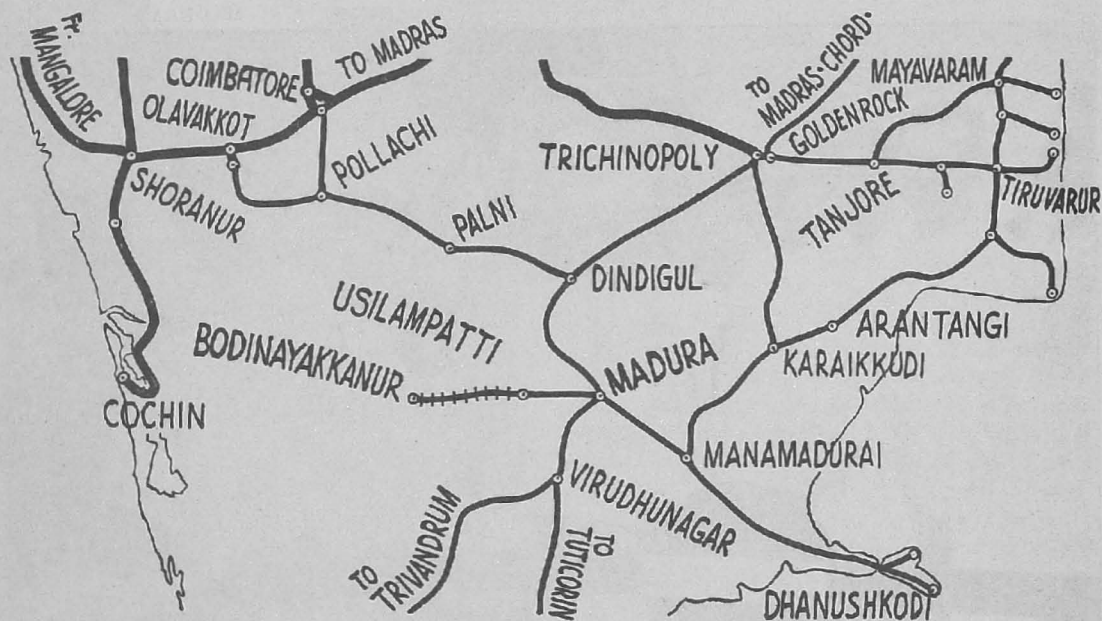 Fr. MANGALORE
COIMBATORE
TO MADRAS
OLAVAKKOT
POLLACHI
SHORANUR
PALNI
TRICHINOPOLY
TO MADRAS-CHORD.
GOLDENROCK
MAYAVARAM
TANJORE
TIRUVARUR
DINDIGUL
USILAMPATTI
BODINAYAKKANUR
MADURA
ARANTANGI
KARAIKKUDI
COCHIN
MANAMADURAI
VIRUDHUNAGAR
TO TRIVANDRUM
TO TUTICORIN
DHANUSHKODI